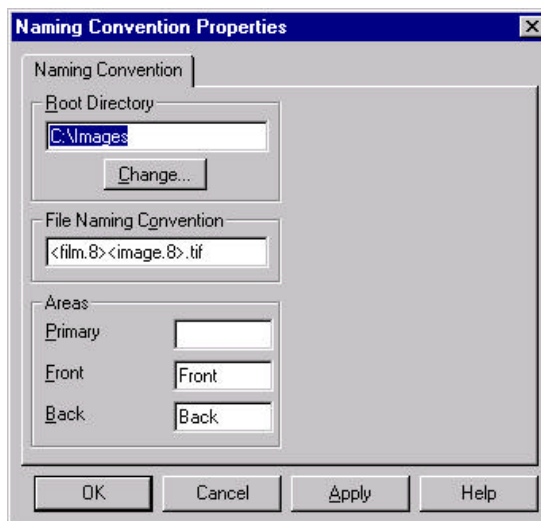 Naming Convention Properties
Naming Convention
Root Directory
C:\Images
Change...
File Naming Convention
<film.8><image.8>.tif
Areas
Primary
Front Front
Back Back
OK Cancel Apply Help